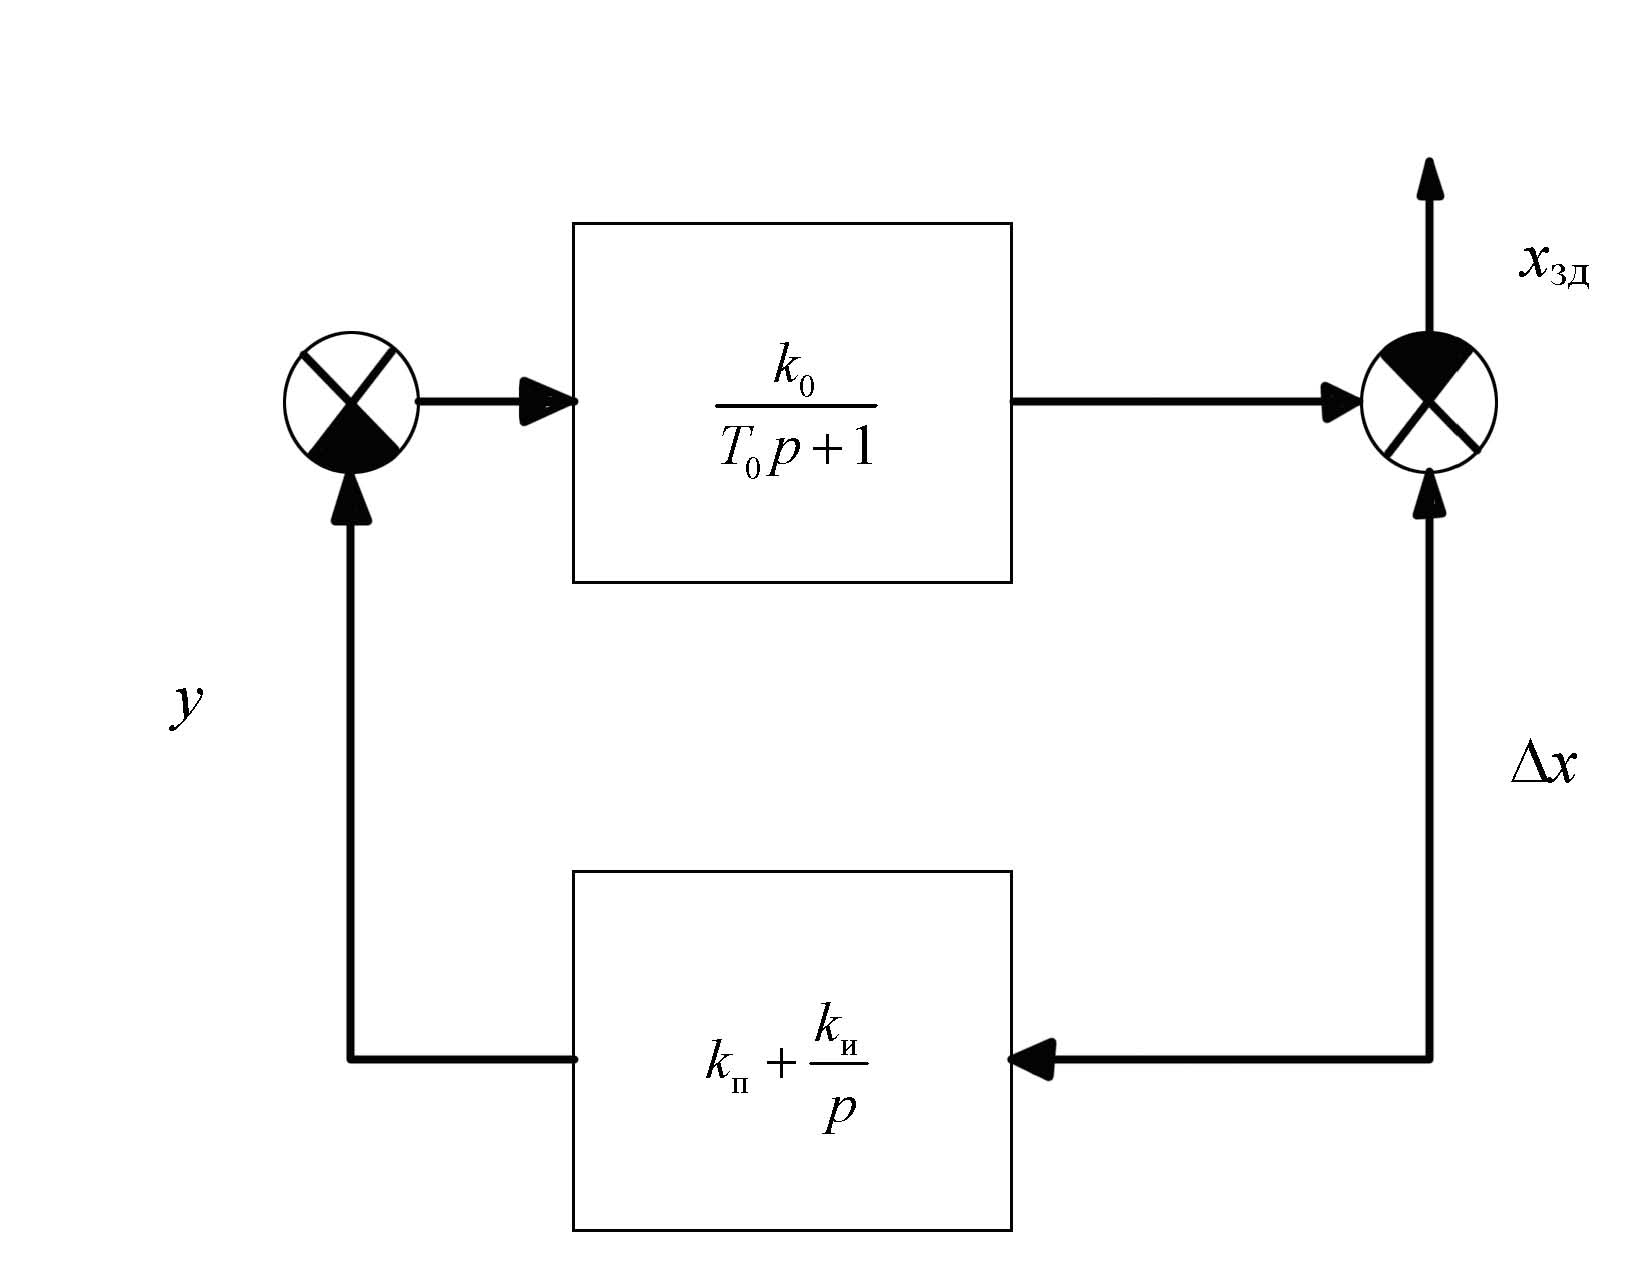 x_зд
k_0
T_0 p + 1
y
Δx
k_п + k_и
p